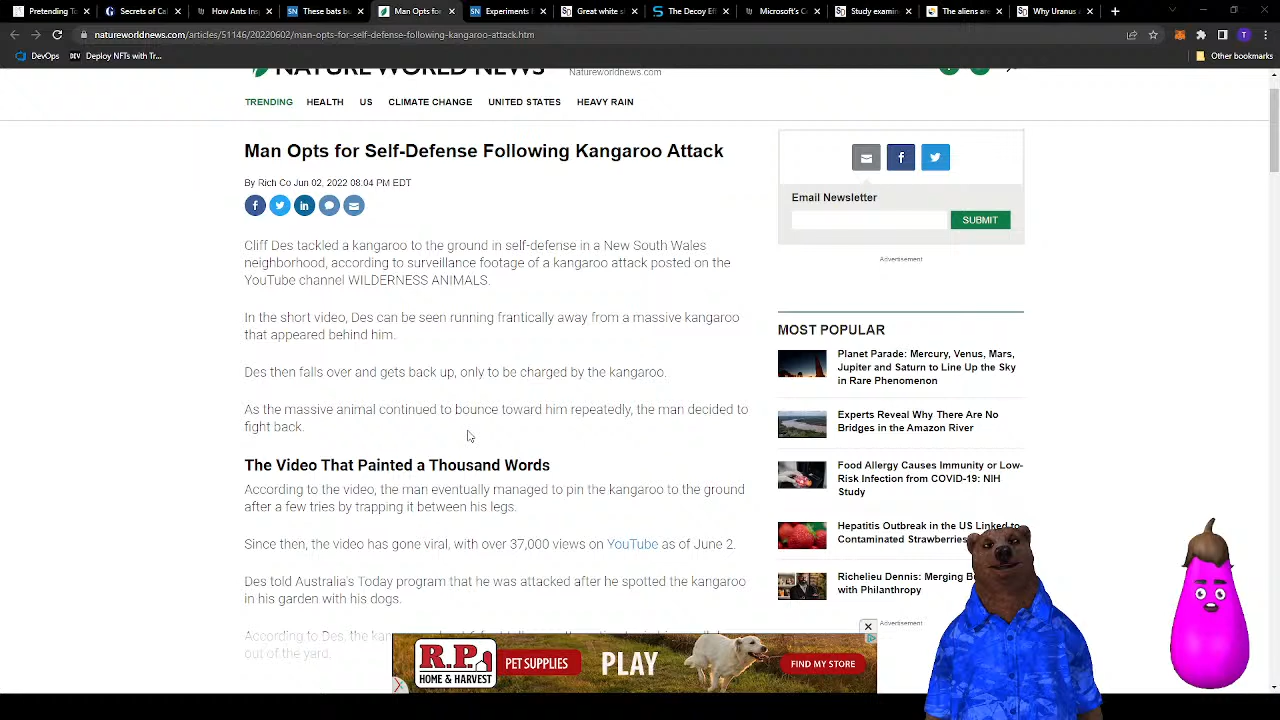 Pretending To
Secrets of Cal
How Ants Insp
These bats bu
Man Opts for
Experiments
Great white s
The Decoy Eff
Microsoft's C
Study examin
The aliens are
Why Uranus a
natureworldnews.com/articles/51146/20220602/man-opts-for-self-defense-following-kangaroo-attack.htm
DevOps
Deploy NFTs with Tr...
Other bookmarks
NATURE WORLD NEWS
Natureworldnews.com
TRENDING HEALTH US CLIMATE CHANGE UNITED STATES HEAVY RAIN
Man Opts for Self-Defense Following Kangaroo Attack
By Rich Co Jun 02, 2022 08:04 PM EDT
Cliff Des tackled a kangaroo to the ground in self-defense in a New South Wales
neighborhood, according to surveillance footage of a kangaroo attack posted on the
YouTube channel WILDERNESS ANIMALS.
In the short video, Des can be seen running frantically away from a massive kangaroo
that appeared behind him.
Des then falls over and gets back up, only to be charged by the kangaroo.
As the massive animal continued to bounce toward him repeatedly, the man decided to
fight back.
The Video That Painted a Thousand Words
According to the video, the man eventually managed to pin the kangaroo to the ground
after a few tries by trapping it between his legs.
Since then, the video has gone viral, with over 37,000 views on YouTube as of June 2.
Des told Australia's Today program that he was attacked after he spotted the kangaroo
in his garden with his dogs.
According to Des, the kan
out of the yard.
Email Newsletter
SUBMIT
Advertisement
MOST POPULAR
Planet Parade: Mercury, Venus, Mars,
Jupiter and Saturn to Line Up the Sky
in Rare Phenomenon
Experts Reveal Why There Are No
Bridges in the Amazon River
Food Allergy Causes Immunity or Low-
Risk Infection from COVID-19: NIH
Study
Hepatitis Outbreak in the US Linked to
Contaminated Strawberries
Richelieu Dennis: Merging B
with Philanthropy
Advertisement
R.P.
HOME & HARVEST
PET SUPPLIES
PLAY
FIND MY STORE